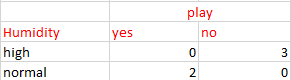 play
Humidity yes no
high 0 3
normal 2 0